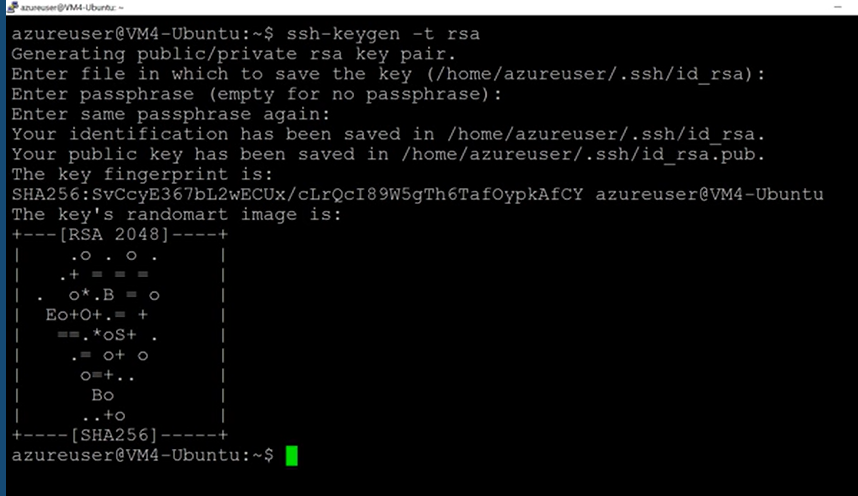 azureuser@VM4-Ubuntu: ~
azureuser@VM4-Ubuntu:~$ ssh-keygen -t rsa
Generating public/private rsa key pair.
Enter file in which to save the key (/home/azureuser/.ssh/id_rsa):
Enter passphrase (empty for no passphrase):
Enter same passphrase again:
Your identification has been saved in /home/azureuser/.ssh/id_rsa.
Your public key has been saved in /home/azureuser/.ssh/id_rsa.pub.
The key fingerprint is:
SHA256:SvCcyE367bL2wECUx/cLrQcI89W5gTh6TafOypkAfCY azureuser@VM4-Ubuntu
The key's randomart image is:
+---[RSA 2048]----+
|     .o . o .    |
|    .+ = = =     |
| .  o*.B = o     |
|  Eo+O+.= +      |
|   ==.*oS+ .     |
|    .= o+ o      |
|     o=+..       |
|      Bo         |
|     ..+o        |
+----[SHA256]-----+
azureuser@VM4-Ubuntu:~$